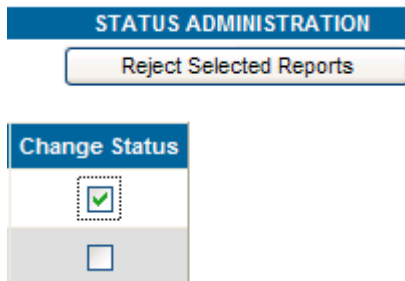 STATUS ADMINISTRATION
Reject Selected Reports
Change Status